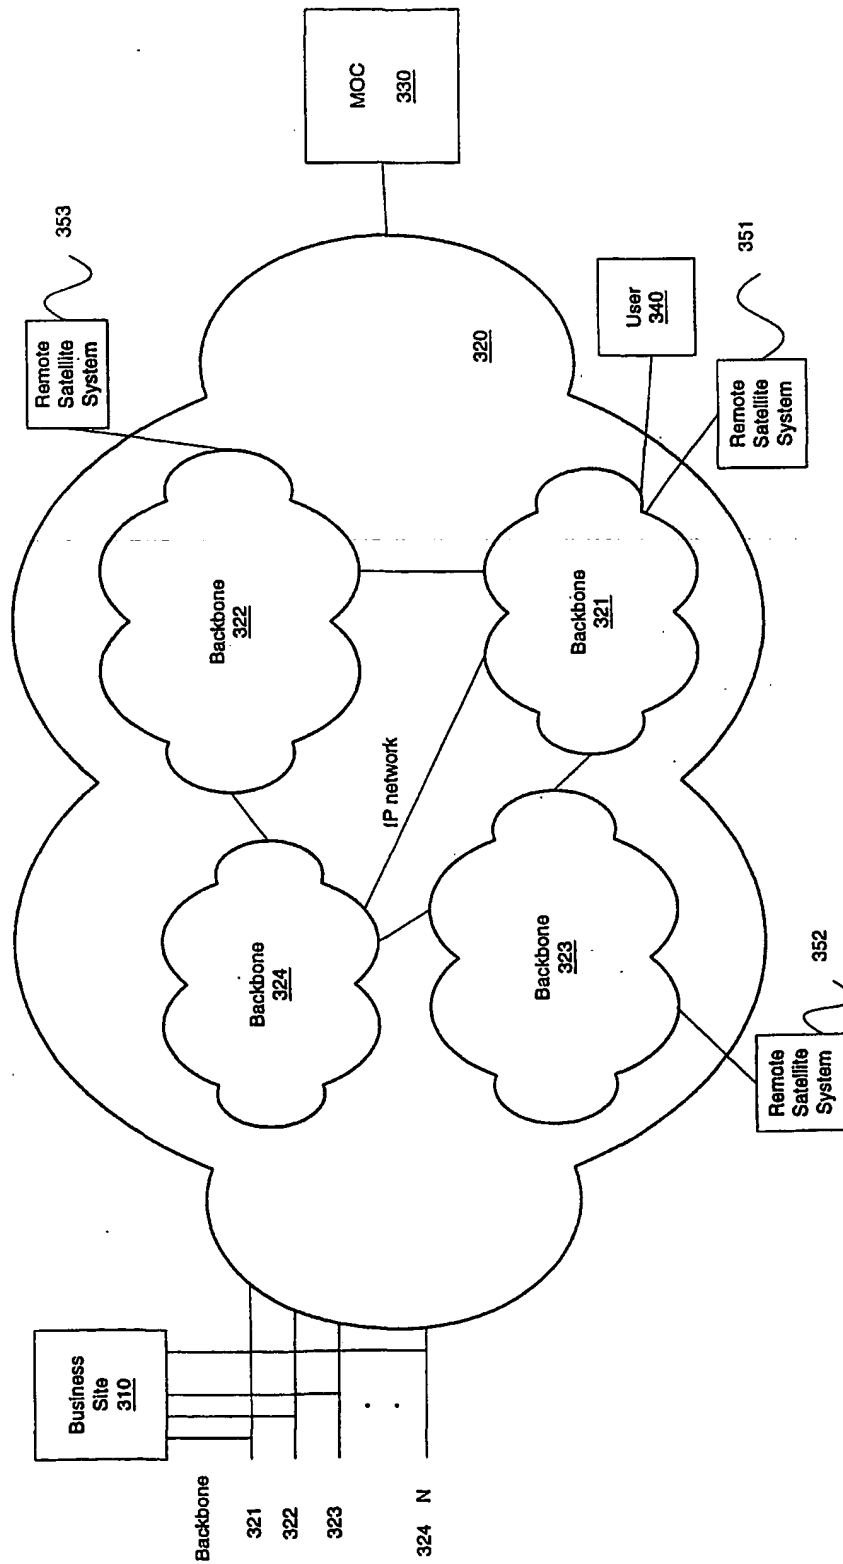 Business
Site
310
Backbone
321
322
323
324 N
Remote
Satellite
System
353
MOC
330
320
Backbone
322
Backbone
324
IP network
Backbone
321
Backbone
323
User
340
Remote
Satellite
System
351
Remote
Satellite
System
352